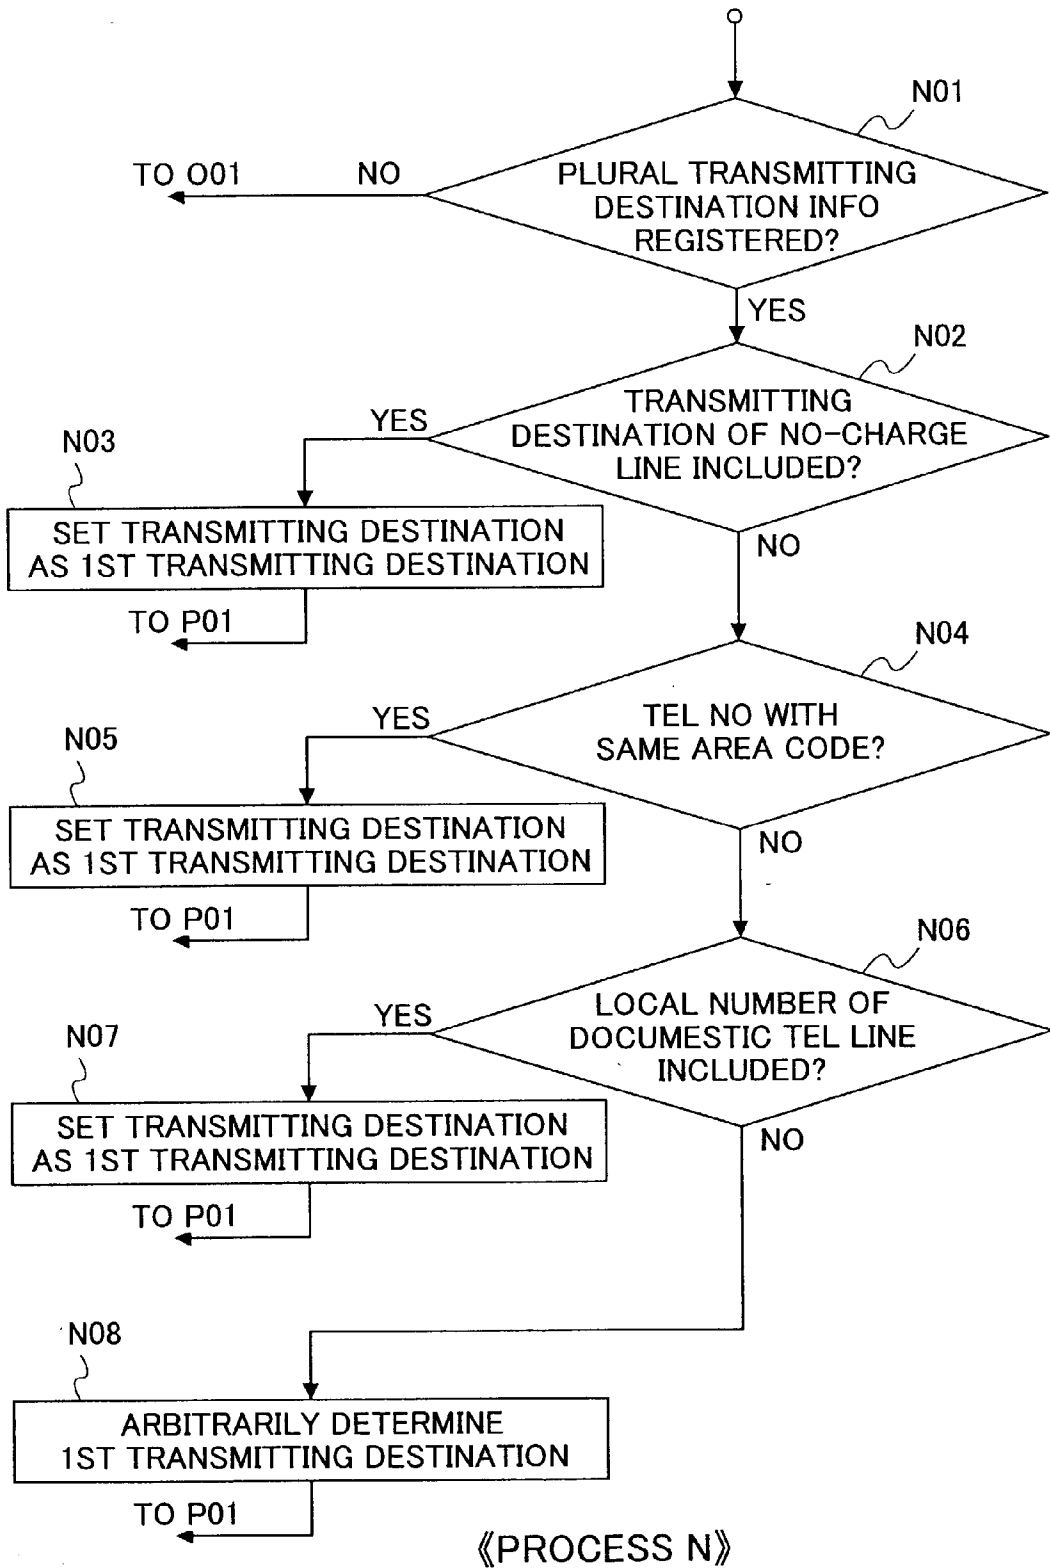 N01
TO O01
NO
PLURAL TRANSMITTING
DESTINATION INFO
REGISTERED?
YES
N02
TRANSMITTING
DESTINATION OF NO-CHARGE
LINE INCLUDED?
YES
N03
SET TRANSMITTING DESTINATION
AS 1ST TRANSMITTING DESTINATION
NO
TO P01
N04
TEL NO WITH
SAME AREA CODE?
YES
N05
SET TRANSMITTING DESTINATION
AS 1ST TRANSMITTING DESTINATION
NO
TO P01
N06
LOCAL NUMBER OF
DOCUMESTIC TEL LINE
INCLUDED?
YES
N07
SET TRANSMITTING DESTINATION
AS 1ST TRANSMITTING DESTINATION
NO
TO P01
N08
ARBITRARILY DETERMINE
1ST TRANSMITTING DESTINATION
TO P01
《PROCESS N》